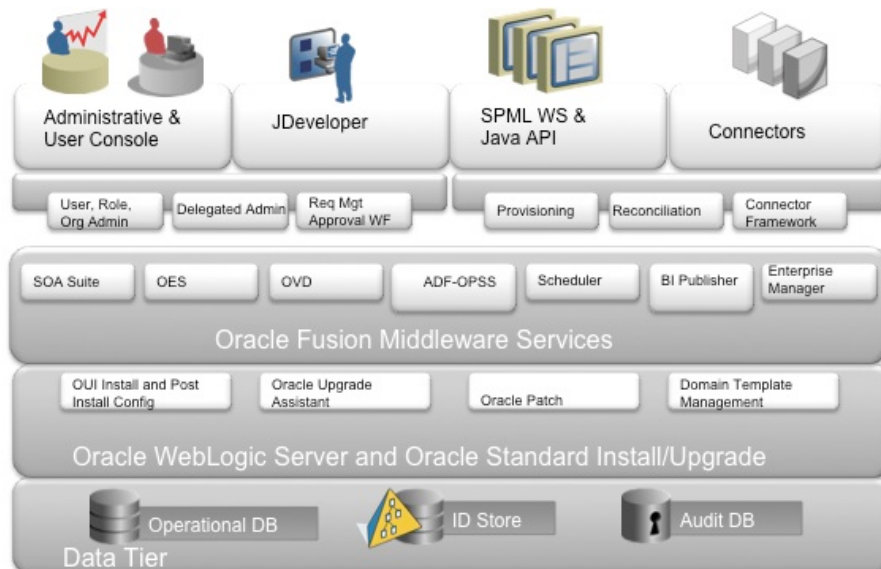 Administrative &
User Console
JDeveloper
SPML WS &
Java API
Connectors
User, Role,
Org Admin
Delegated Admin
Req Mgt
Approval WF
Provisioning
Reconciliation
Connector
Framework
SOA Suite
OES
OVD
ADF-OPSS
Scheduler
BI Publisher
Enterprise
Manager
Oracle Fusion Middleware Services
OUI Install and Post
Install Config
Oracle Upgrade
Assistant
Oracle Patch
Domain Template
Management
Oracle WebLogic Server and Oracle Standard Install/Upgrade
Operational DB
ID Store
Audit DB
Data Tier